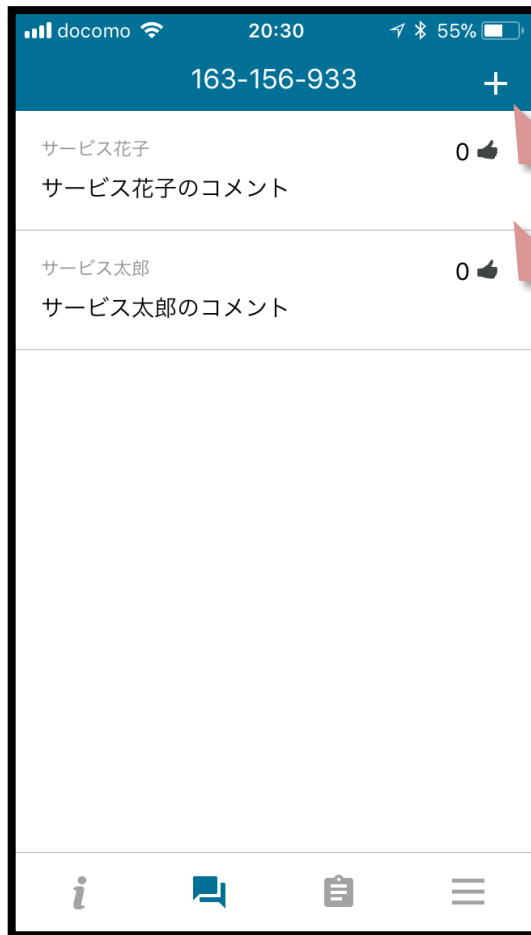 docomo 20:30 55%
163-156-933 +
サービス花子 0
サービス花子のコメント
サービス太郎 0
サービス太郎のコメント
i